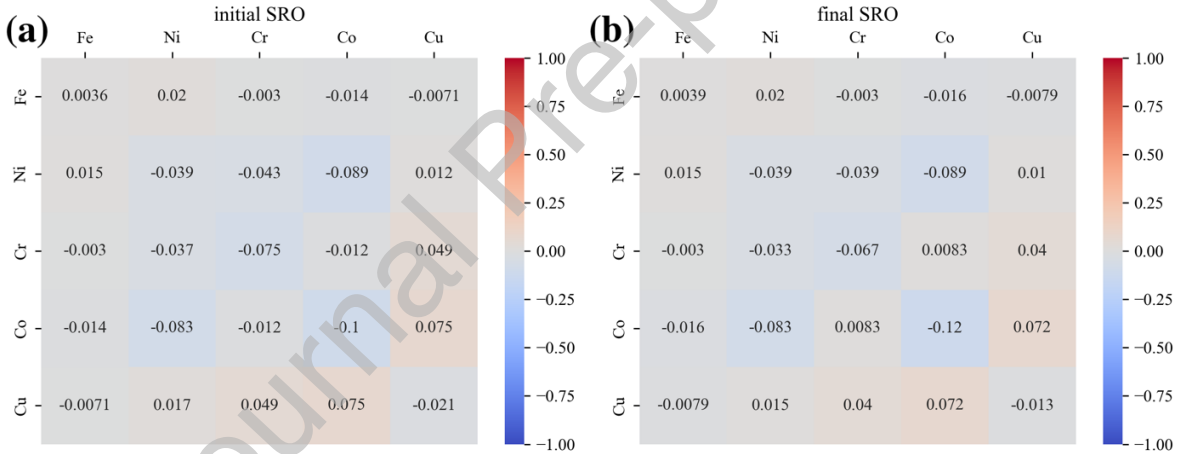 initial SRO
(a)
Fe Ni Cr Co Cu
Fe 0.0036 0.02 -0.003 -0.014 -0.0071
Ni 0.015 -0.039 -0.043 -0.089 0.012
Cr -0.003 -0.037 -0.075 -0.012 0.049
Co -0.014 -0.083 -0.012 -0.1 0.075
Cu -0.0071 0.017 0.049 0.075 -0.021
1.00
0.75
0.50
0.25
0.00
−0.25
−0.50
−0.75
−1.00
final SRO
(b)
Fe Ni Cr Co Cu
Fe 0.0039 0.02 -0.003 -0.016 -0.0079
Ni 0.015 -0.039 -0.039 -0.089 0.01
Cr -0.003 -0.033 -0.067 0.0083 0.04
Co -0.016 -0.083 0.0083 -0.12 0.072
Cu -0.0079 0.015 0.04 0.072 -0.013
1.00
0.75
0.50
0.25
0.00
−0.25
−0.50
−0.75
−1.00